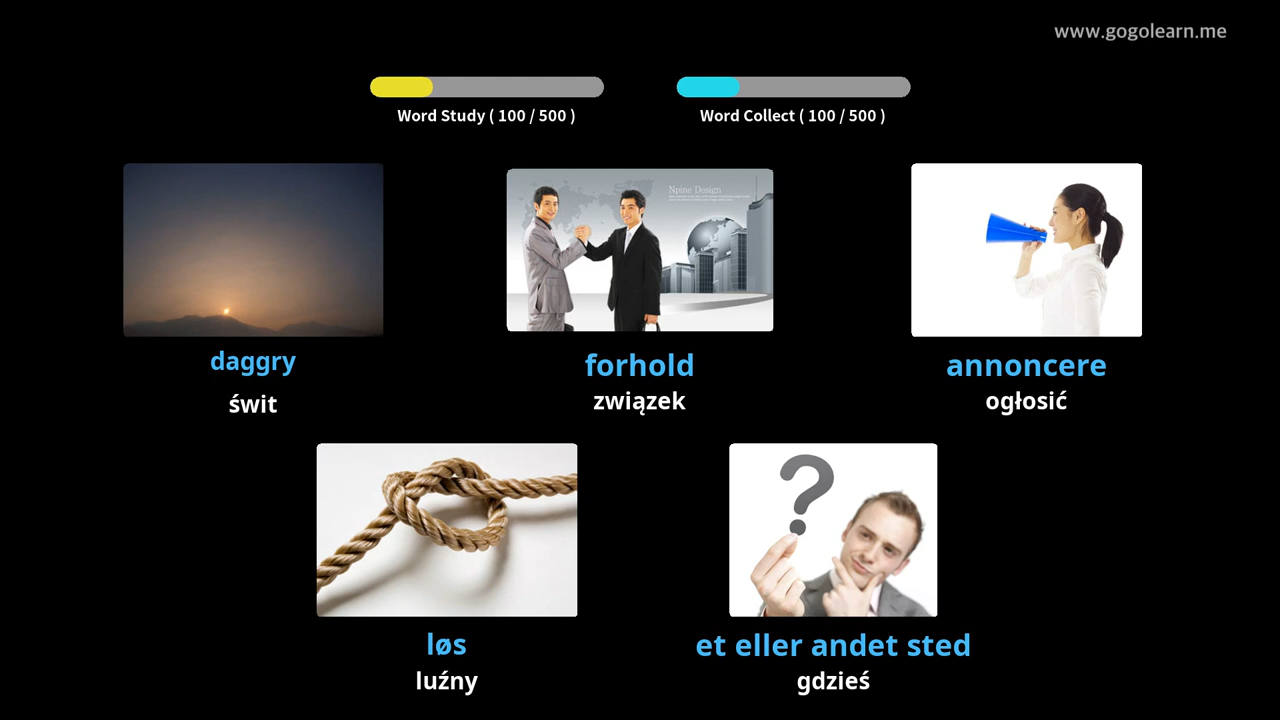 www.gogolearn.me
Word Study ( 100 / 500 )
Word Collect ( 100 / 500 )
Npine Design
daggry
świt
forhold
związek
annoncere
ogłosić
?
løs
luźny
et eller andet sted
gdzieś